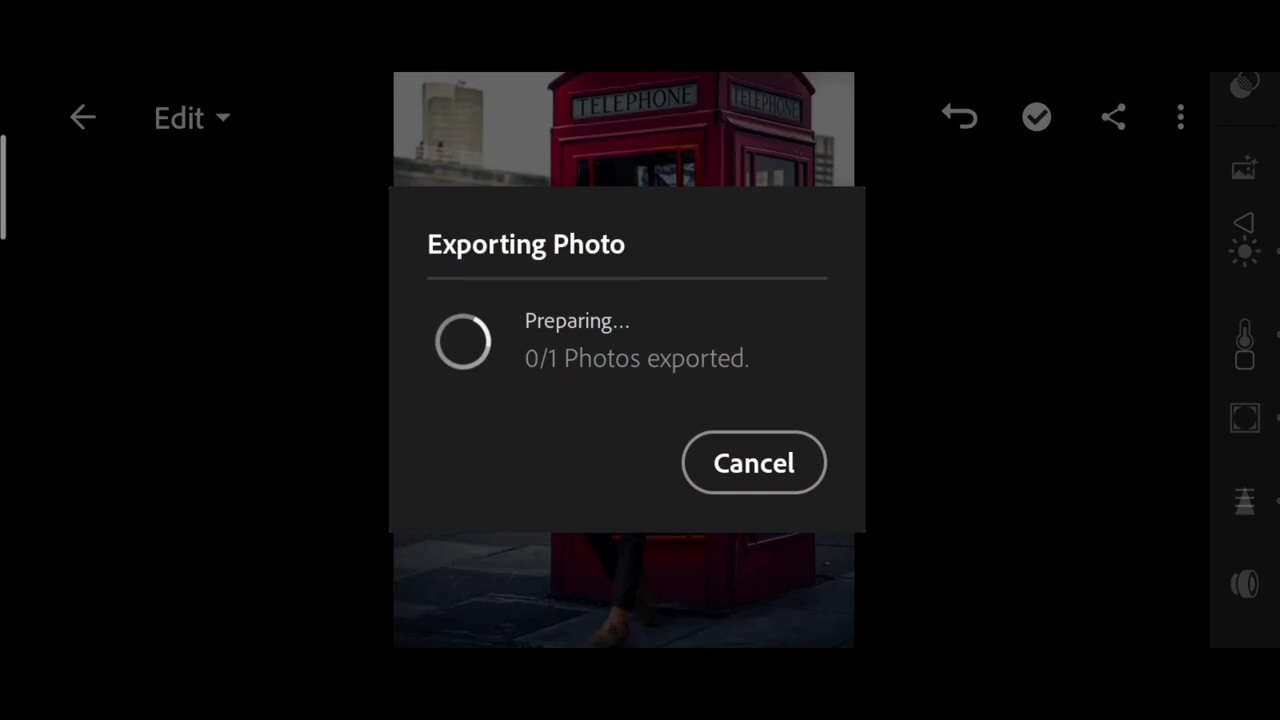 Edit
TELEPHONE
TELEPHONE
Exporting Photo
Preparing...
0/1 Photos exported.
Cancel